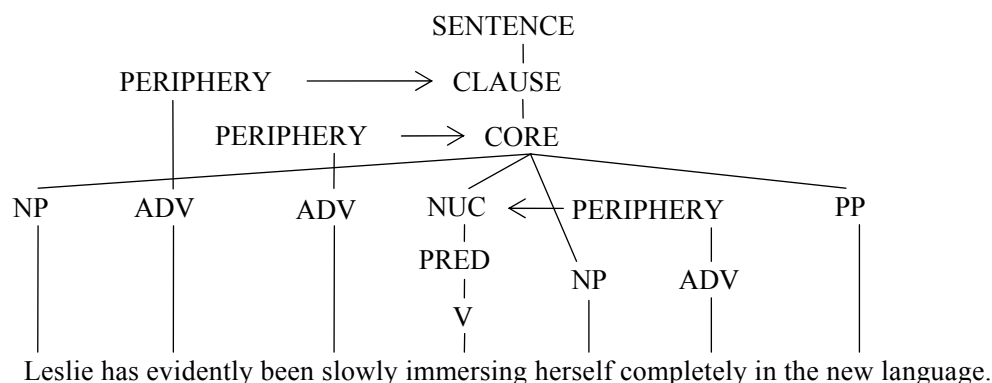 SENTENCE
PERIPHERY CLAUSE
PERIPHERY CORE
NP ADV ADV NUC PERIPHERY PP
PRED
NP ADV
V
Leslie has evidently been slowly immersing herself completely in the new language.